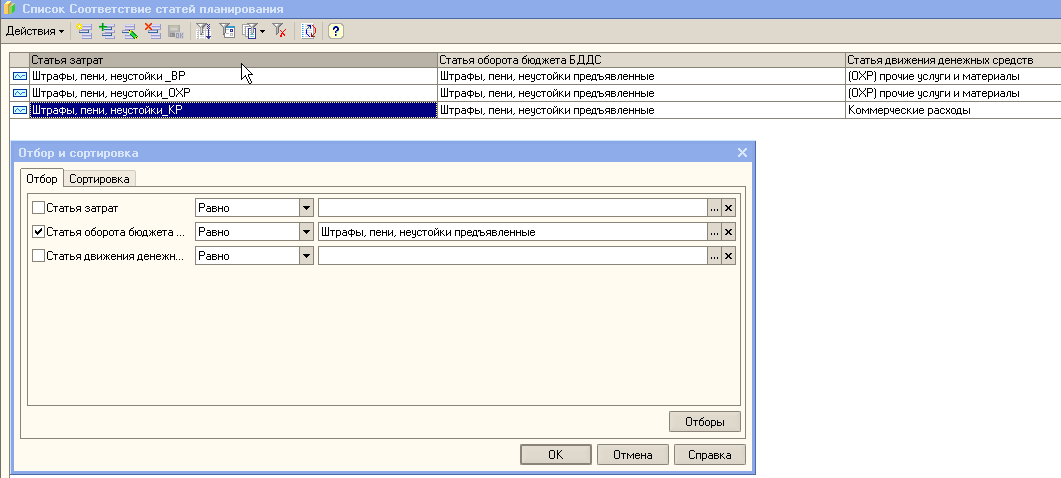 Список Соответствие статей планирования
Действия
Статья затрат Статья оборота бюджета БДДС Статья движения денежных средств
Штрафы, пени, неустойки _ВР Штрафы, пени, неустойки предъявленные (ОХР) прочие услуги и материалы
Штрафы, пени, неустойки_ОХР Штрафы, пени, неустойки предъявленные (ОХР) прочие услуги и материалы
Штрафы, пени, неустойки_КР Штрафы, пени, неустойки предъявленные Коммерческие расходы
Отбор и сортировка
Отбор Сортировка
Статья затрат Равно ...
Статья оборота бюджета ... Равно Штрафы, пени, неустойки предъявленные ...
Статья движения денежн... Равно ...
Отборы
OK Отмена Справка